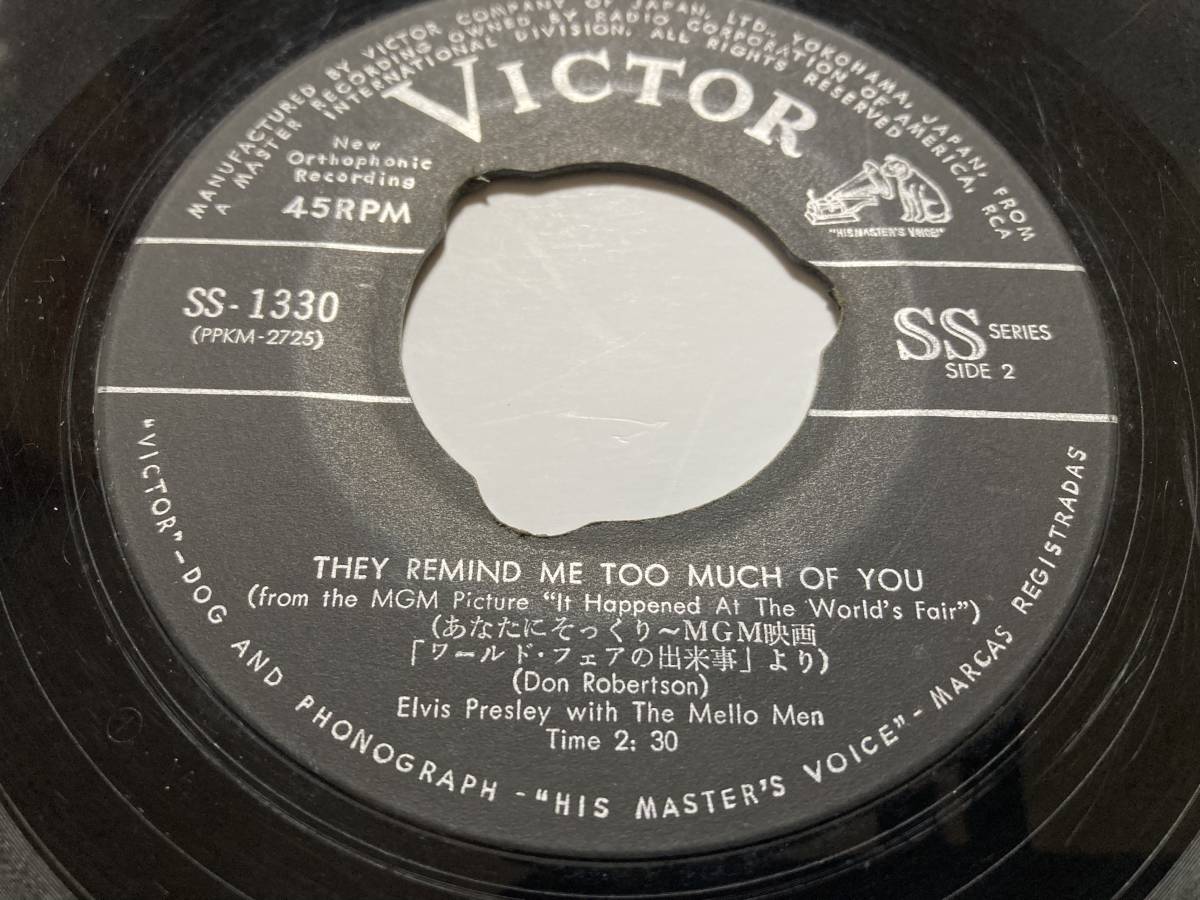 MANUFACTURED BY VICTOR COMPANY OF JAPAN, LTD., YOKOHAMA, JAPAN, FROM
A MASTER RECORDING OWNED BY RADIO CORPORATION OF AMERICA, RCA
INTERNATIONAL DIVISION, ALL RIGHTS RESERVED
VICTOR
New
Orthophonic
Recording
45RPM
"HIS MASTER'S VOICE"
SS-1330
(PPKM-2725)
SS SERIES
SIDE 2
THEY REMIND ME TOO MUCH OF YOU
(from the MGM Picture "It Happened At The World's Fair")
(あなたにそっくり~MGM映画
「ワールド・フェアの出来事」より)
(Don Robertson)
Elvis Presley with The Mello Men
Time 2: 30
"VICTOR"-DOG AND PHONOGRAPH -"HIS MASTER'S VOICE"- MARCAS REGISTRADAS